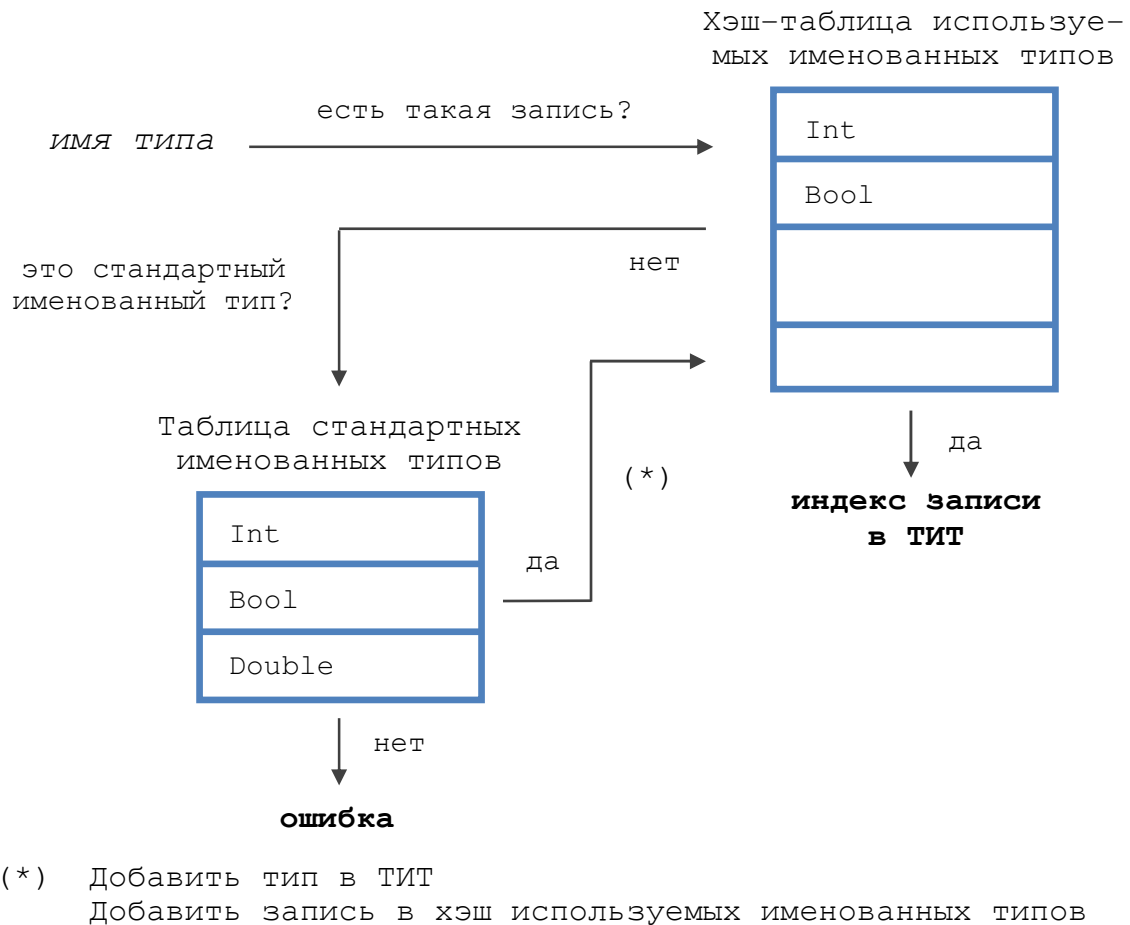 Хэш-таблица используе-
мых именованных типов
есть такая запись?
имя типа
Int
Bool
нет
это стандартный
именованный тип?
Таблица стандартных
именованных типов
(*)
да
индекс записи
в ТИТ
Int
да
Bool
Double
нет
ошибка
(*) Добавить тип в ТИТ
Добавить запись в хэш используемых именованных типов